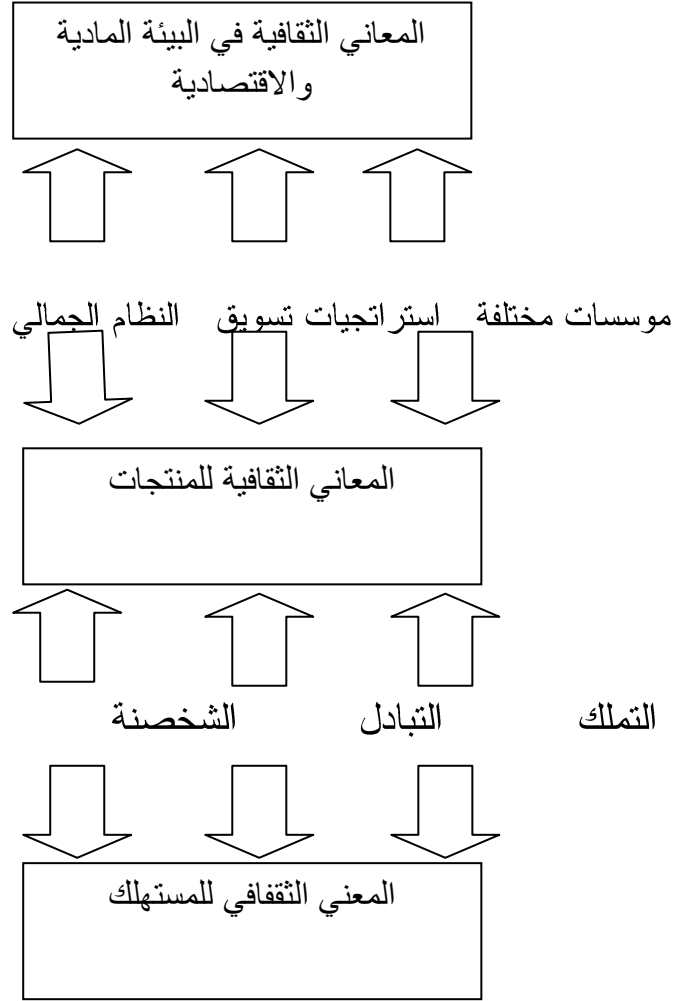 المعاني الثقافية في البيئة المادية
والاقتصادية
موسسات مختلفة استراتجيات تسويق النظام الجمالي
المعاني الثقافية للمنتجات
التملك التبادل الشخصنة
المعني الثقفافي للمستهلك